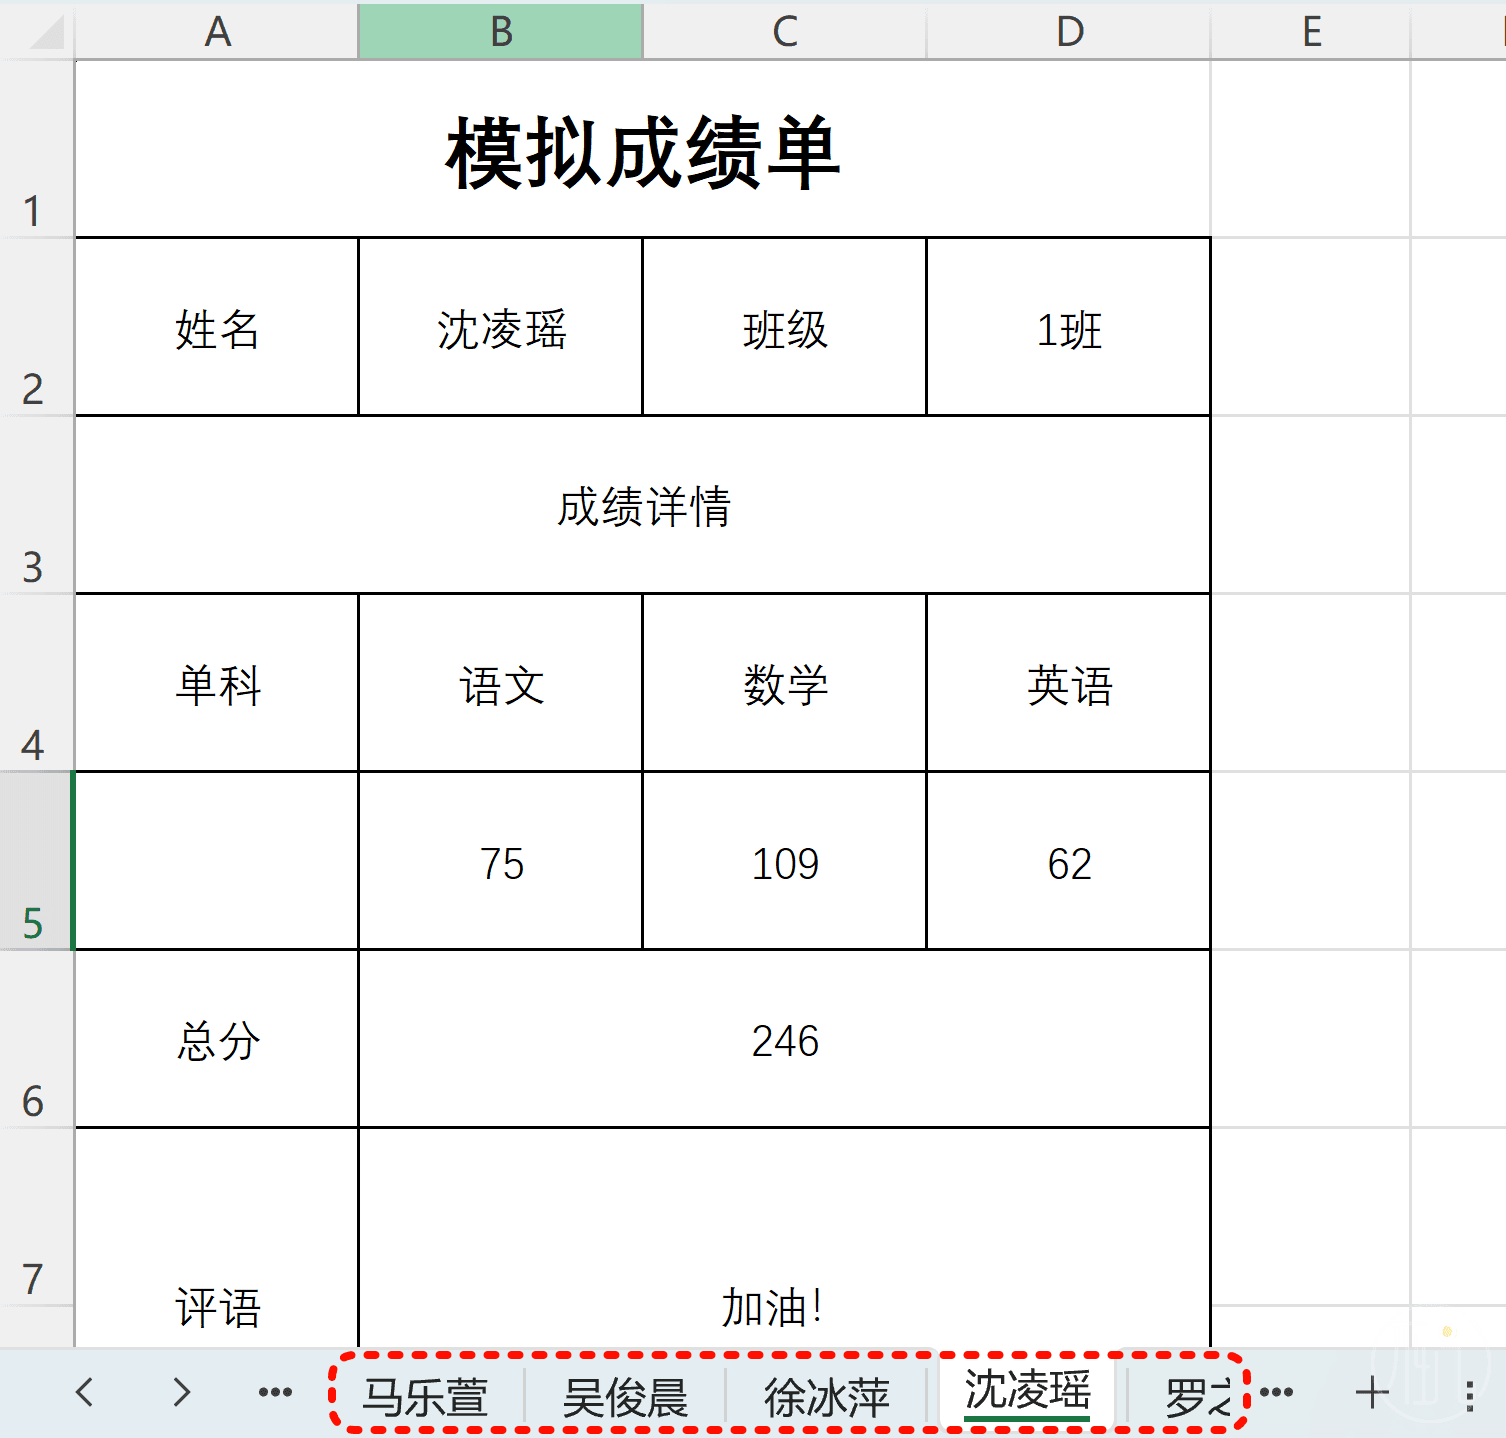 A B C D E
1 模拟成绩单
2 姓名 沈凌瑶 班级 1班
3 成绩详情
4 单科 语文 数学 英语
5 75 109 62
6 总分 246
7 评语 加油!
马乐萱 吴俊晨 徐冰萍 沈凌瑶 罗